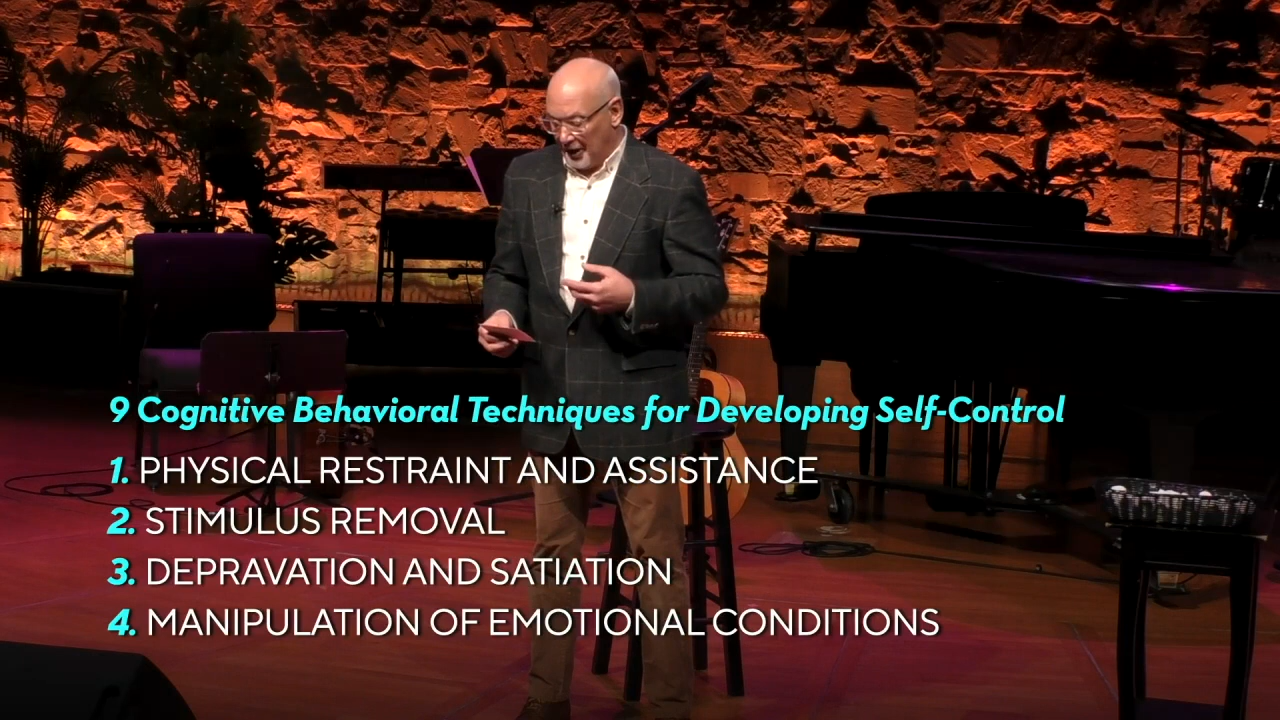 9 Cognitive Behavioral Techniques for Developing Self-Control
1. PHYSICAL RESTRAINT AND ASSISTANCE
2. STIMULUS REMOVAL
3. DEPRAVATION AND SATIATION
4. MANIPULATION OF EMOTIONAL CONDITIONS